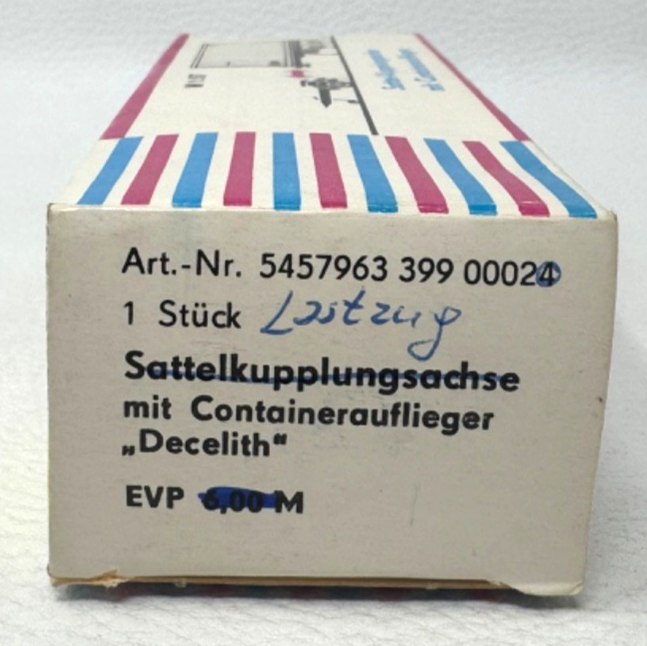 Art.-Nr. 5457963 399 00024
1 Stück Lastzug
Sattelkupplungsachse
mit Containerauflieger
„Decelith“
EVP 6,00 M